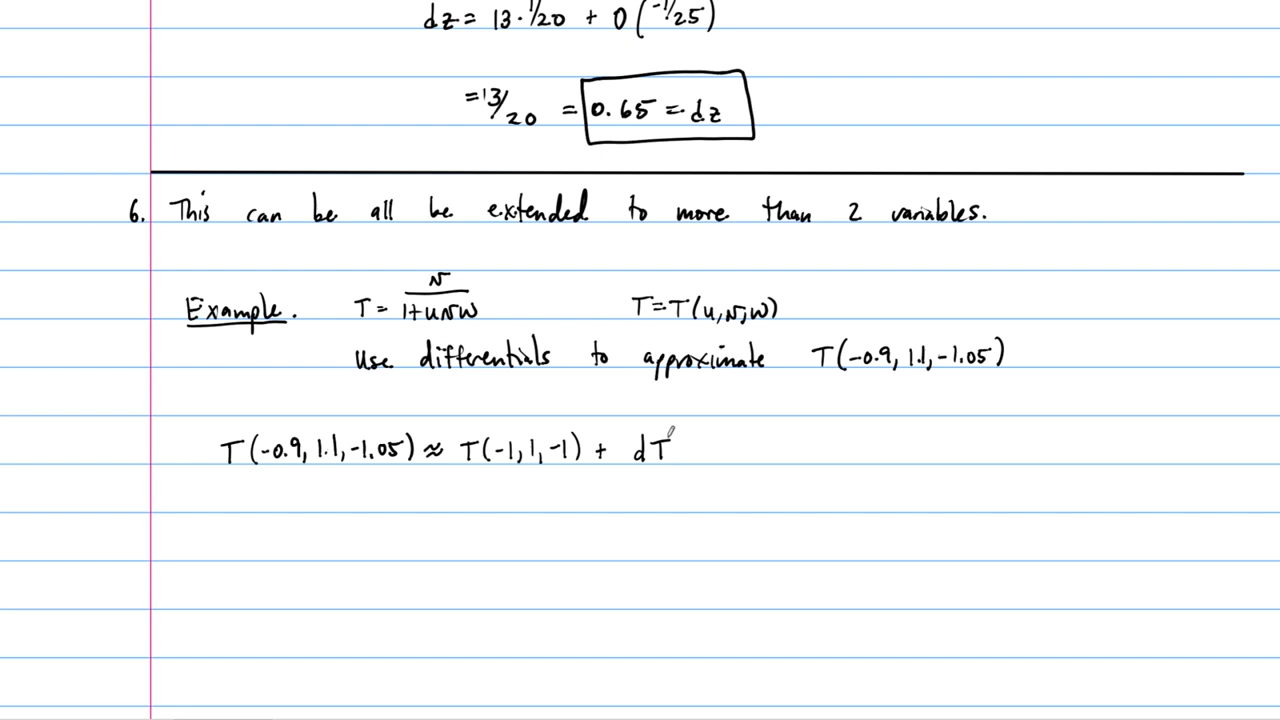 dz = 13·1/20 + 0(-1/25)
= 13/20 = 0.65 = dz
6. This can be all be extended to more than 2 variables.
Example. T = v/(1+uvw) T = T(u,v,w)
Use differentials to approximate T(-0.9, 1.1, -1.05)
T(-0.9, 1.1, -1.05) ≈ T(-1, 1, -1) + dT